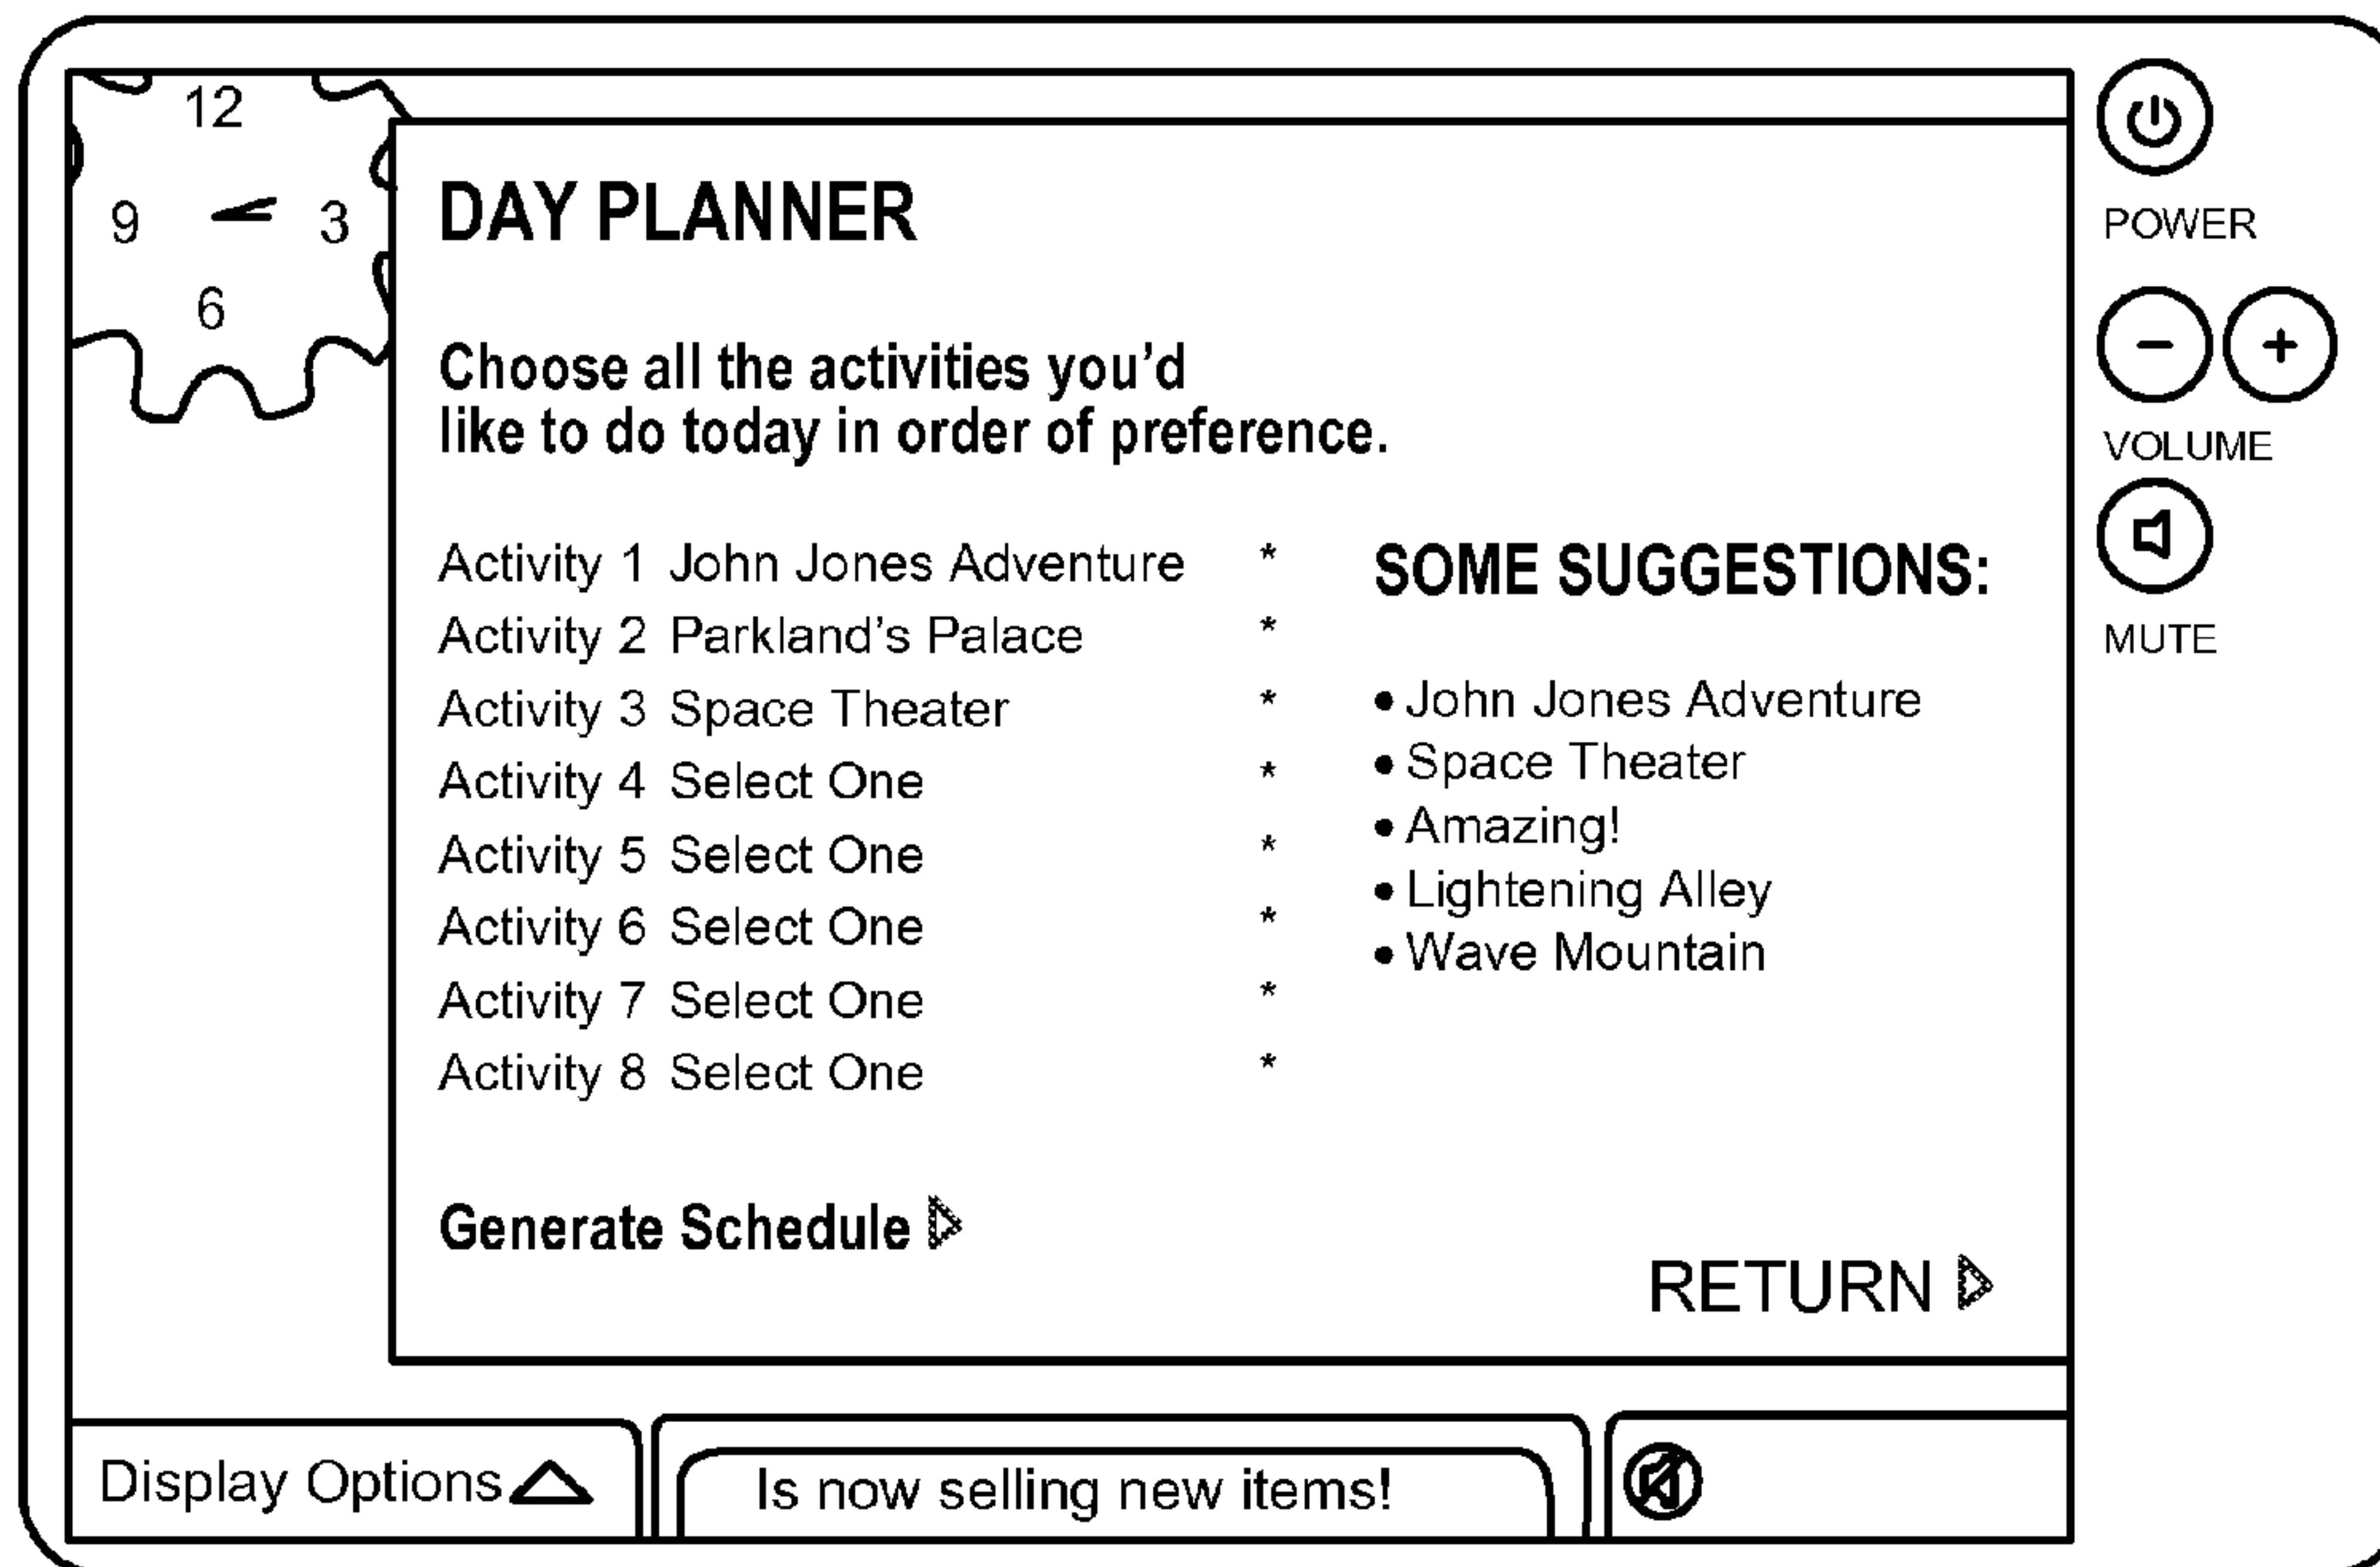 12
9 3
6
DAY PLANNER
Choose all the activities you’d
like to do today in order of preference.
Activity 1 John Jones Adventure *
Activity 2 Parkland’s Palace *
Activity 3 Space Theater *
Activity 4 Select One *
Activity 5 Select One *
Activity 6 Select One *
Activity 7 Select One *
Activity 8 Select One *
SOME SUGGESTIONS:
• John Jones Adventure
• Space Theater
• Amazing!
• Lightening Alley
• Wave Mountain
Generate Schedule
RETURN
Display Options
Is now selling new items!
POWER
− +
VOLUME
MUTE